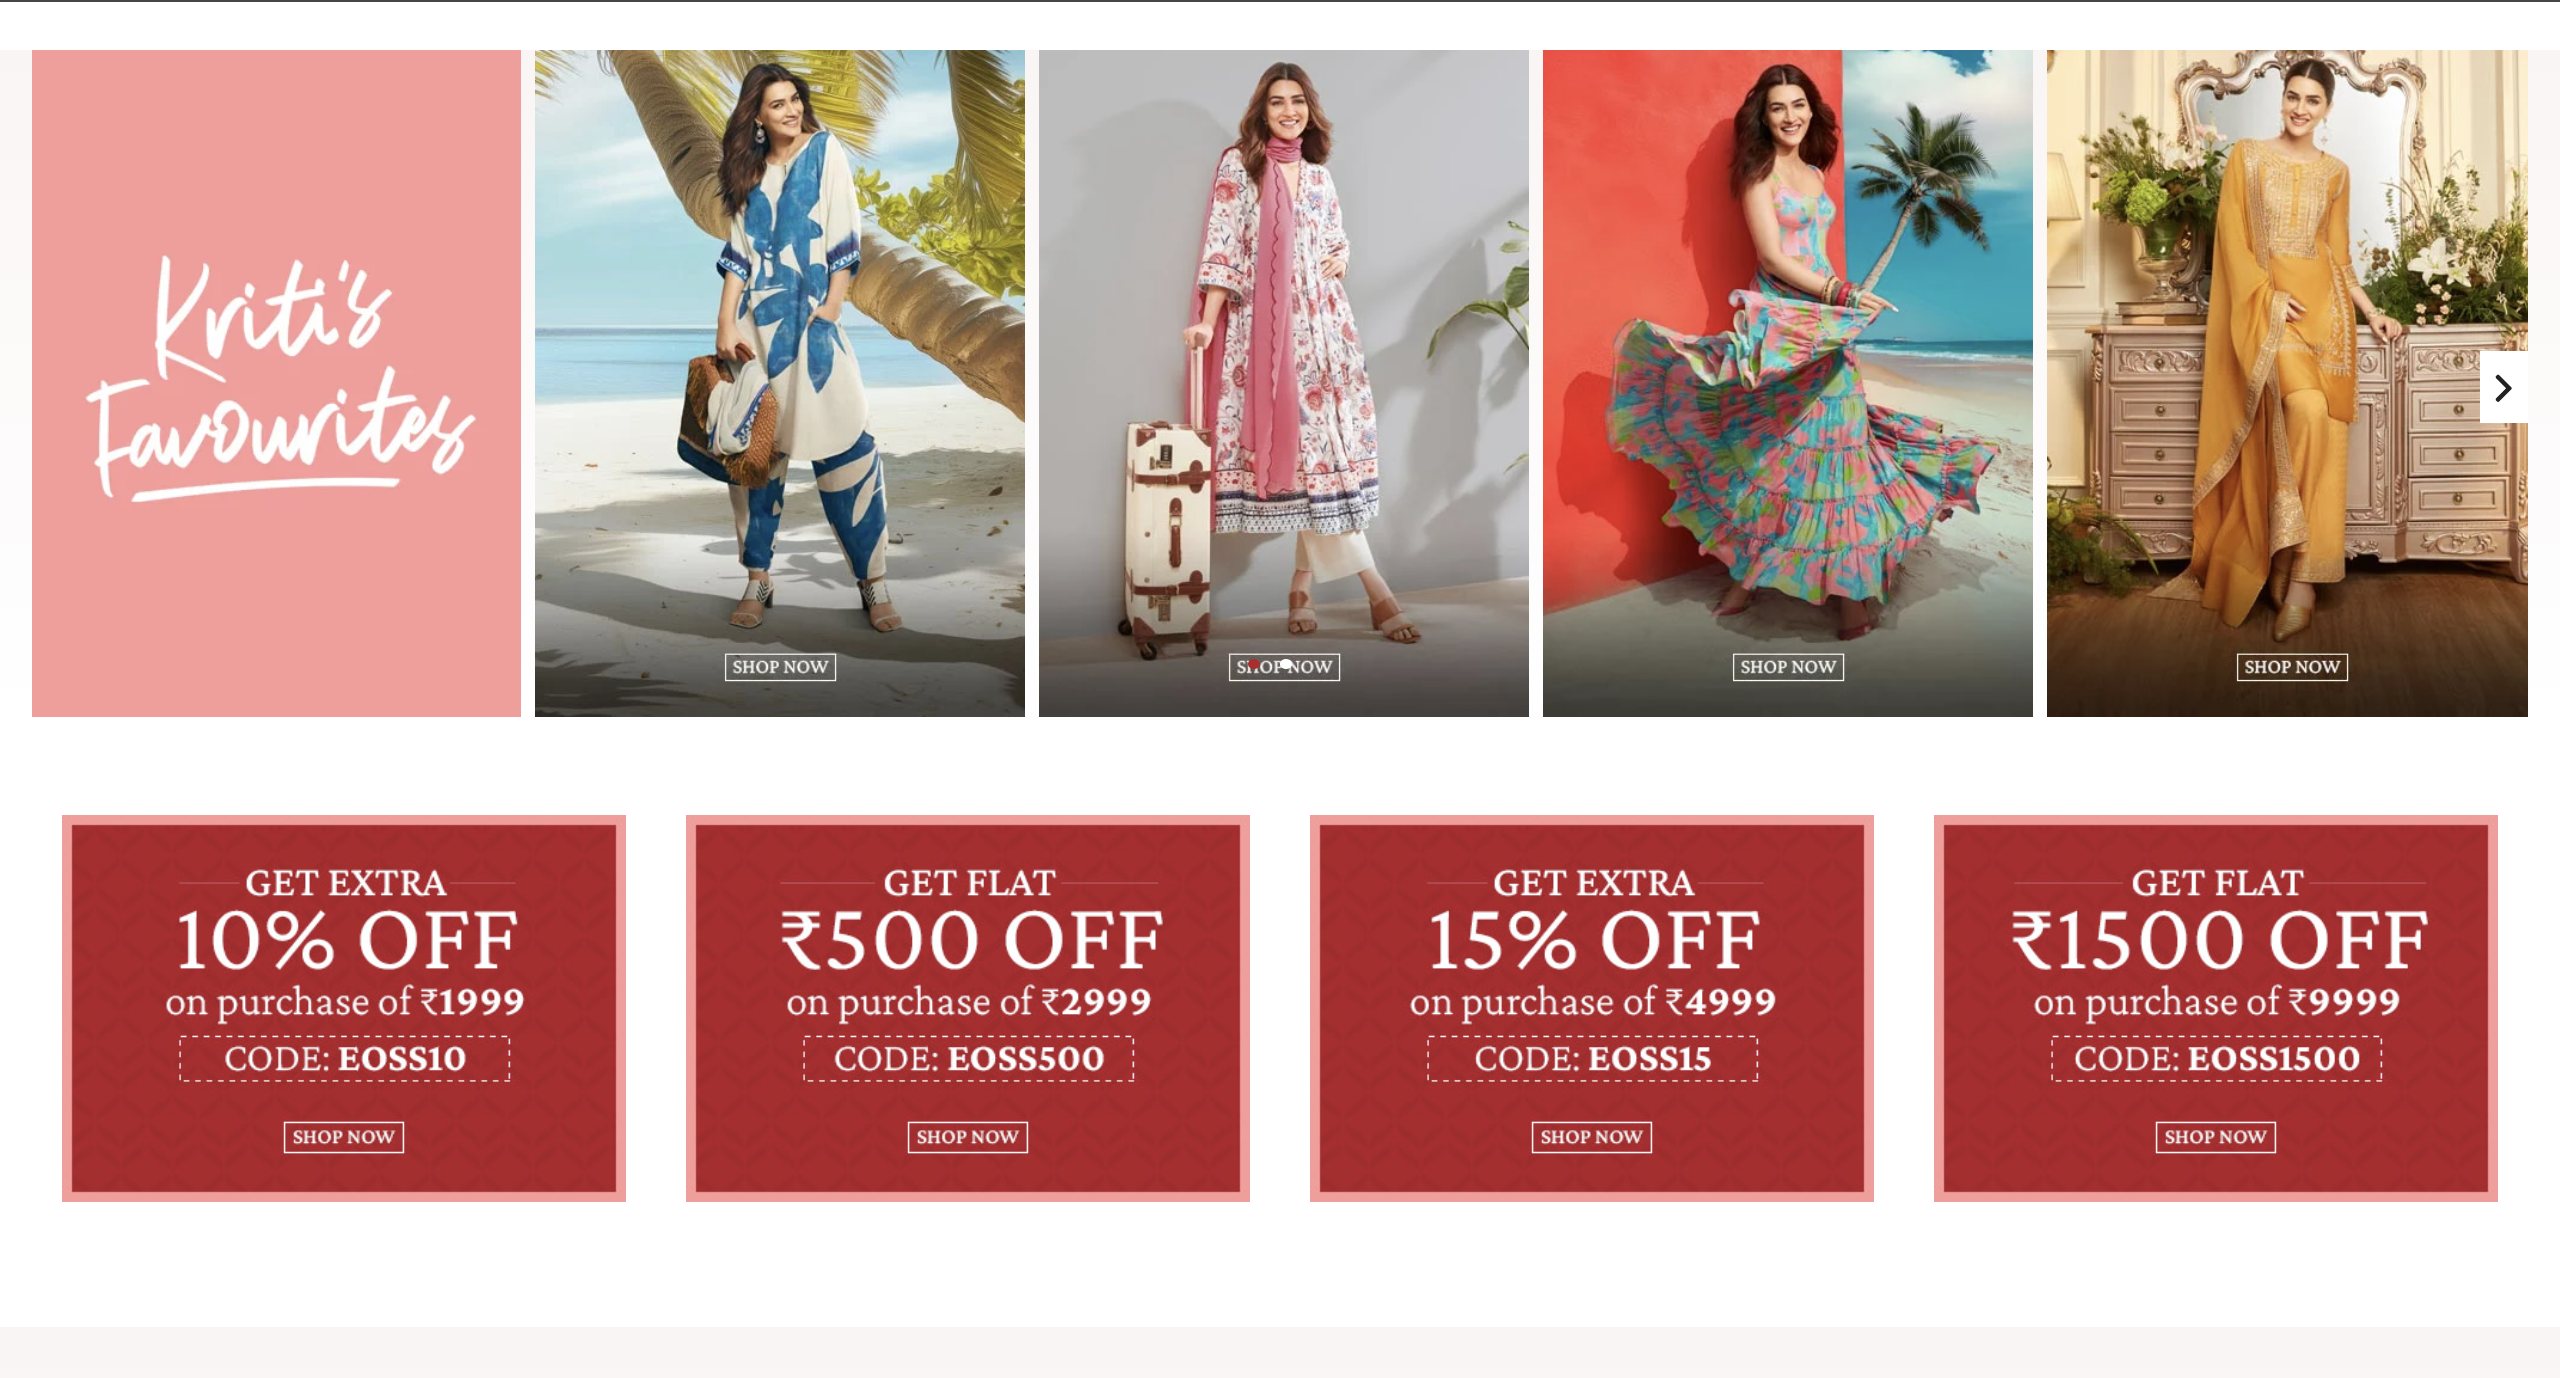 Kriti's
Favourites
SHOP NOW
SHOP NOW
SHOP NOW
SHOP NOW
GET EXTRA
10% OFF
on purchase of ₹1999
CODE: EOSS10
SHOP NOW
GET FLAT
₹500 OFF
on purchase of ₹2999
CODE: EOSS500
SHOP NOW
GET EXTRA
15% OFF
on purchase of ₹4999
CODE: EOSS15
SHOP NOW
GET FLAT
₹1500 OFF
on purchase of ₹9999
CODE: EOSS1500
SHOP NOW